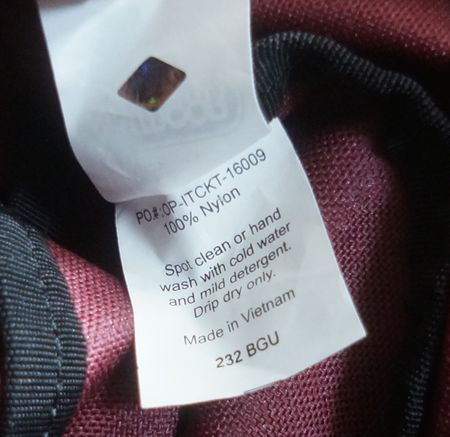 PO#:OP-ITCKT-16009
100% Nylon
Spot clean or hand
wash with cold water
and mild detergent.
Drip dry only.
Made in Vietnam
232 BGU